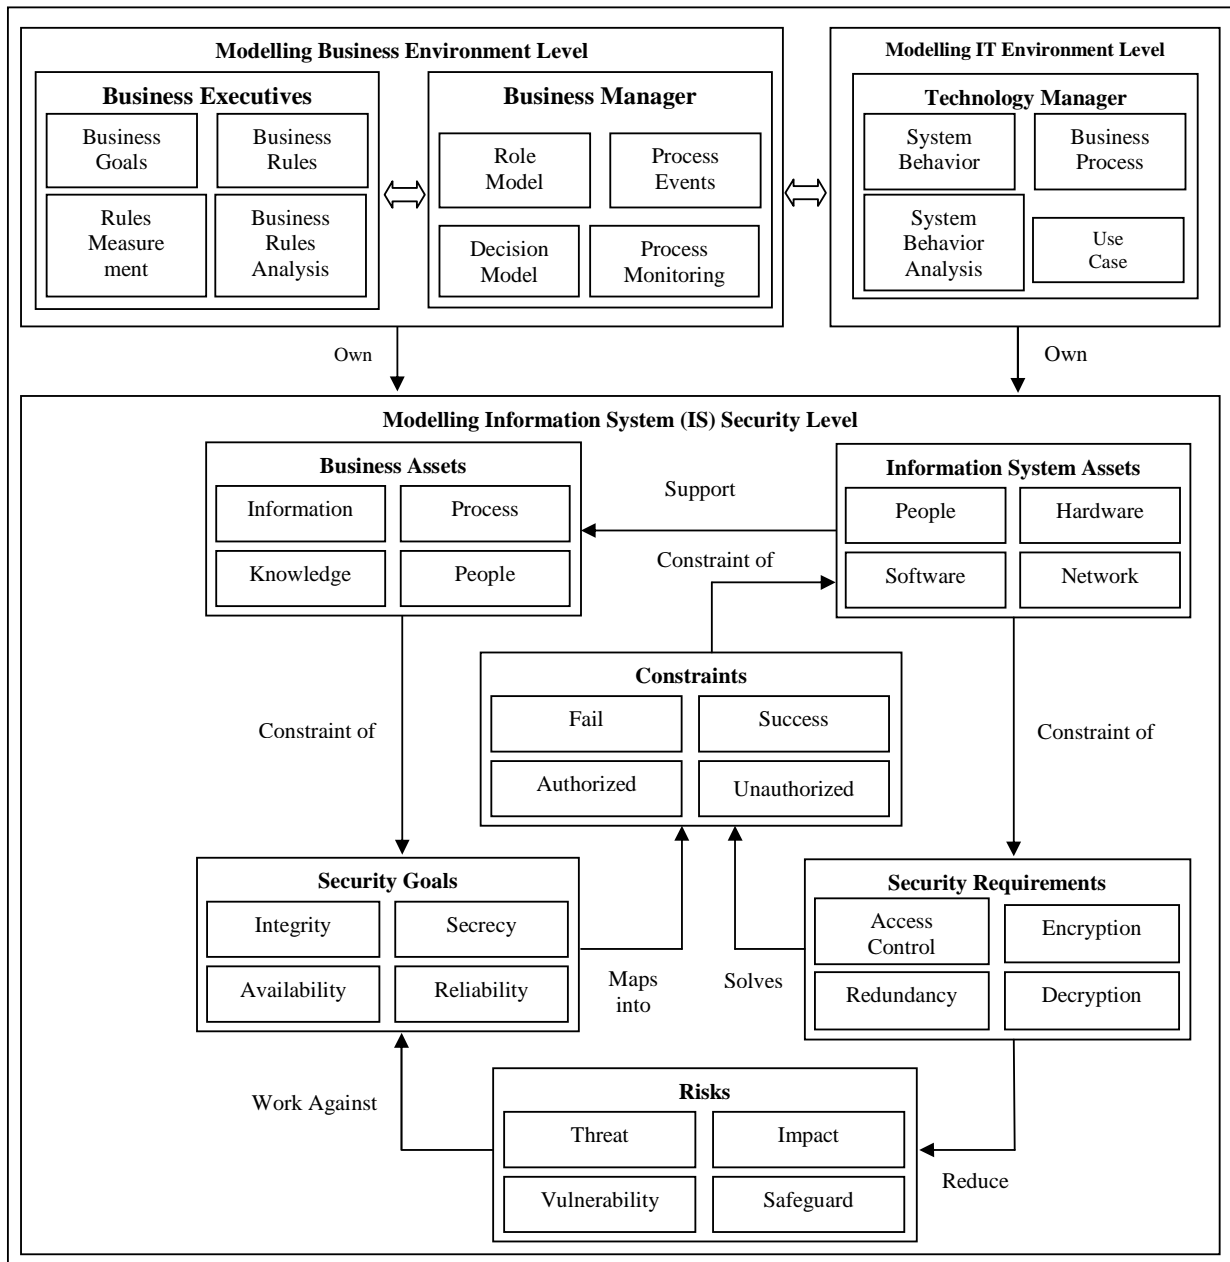 Modelling Business Environment Level
Business Executives
Business
Goals
Business
Rules
Rules
Measure
ment
Business
Rules
Analysis
Business Manager
Role
Model
Process
Events
Decision
Model
Process
Monitoring
Modelling IT Environment Level
Technology Manager
System
Behavior
Business
Process
System
Behavior
Analysis
Use
Case
Own
Own
Modelling Information System (IS) Security Level
Business Assets
Information
Process
Knowledge
People
Support
Constraint of
Information System Assets
People
Hardware
Software
Network
Constraints
Fail
Success
Authorized
Unauthorized
Constraint of
Constraint of
Security Goals
Integrity
Secrecy
Availability
Reliability
Maps
into
Solves
Security Requirements
Access
Control
Encryption
Redundancy
Decryption
Work Against
Risks
Threat
Impact
Vulnerability
Safeguard
Reduce